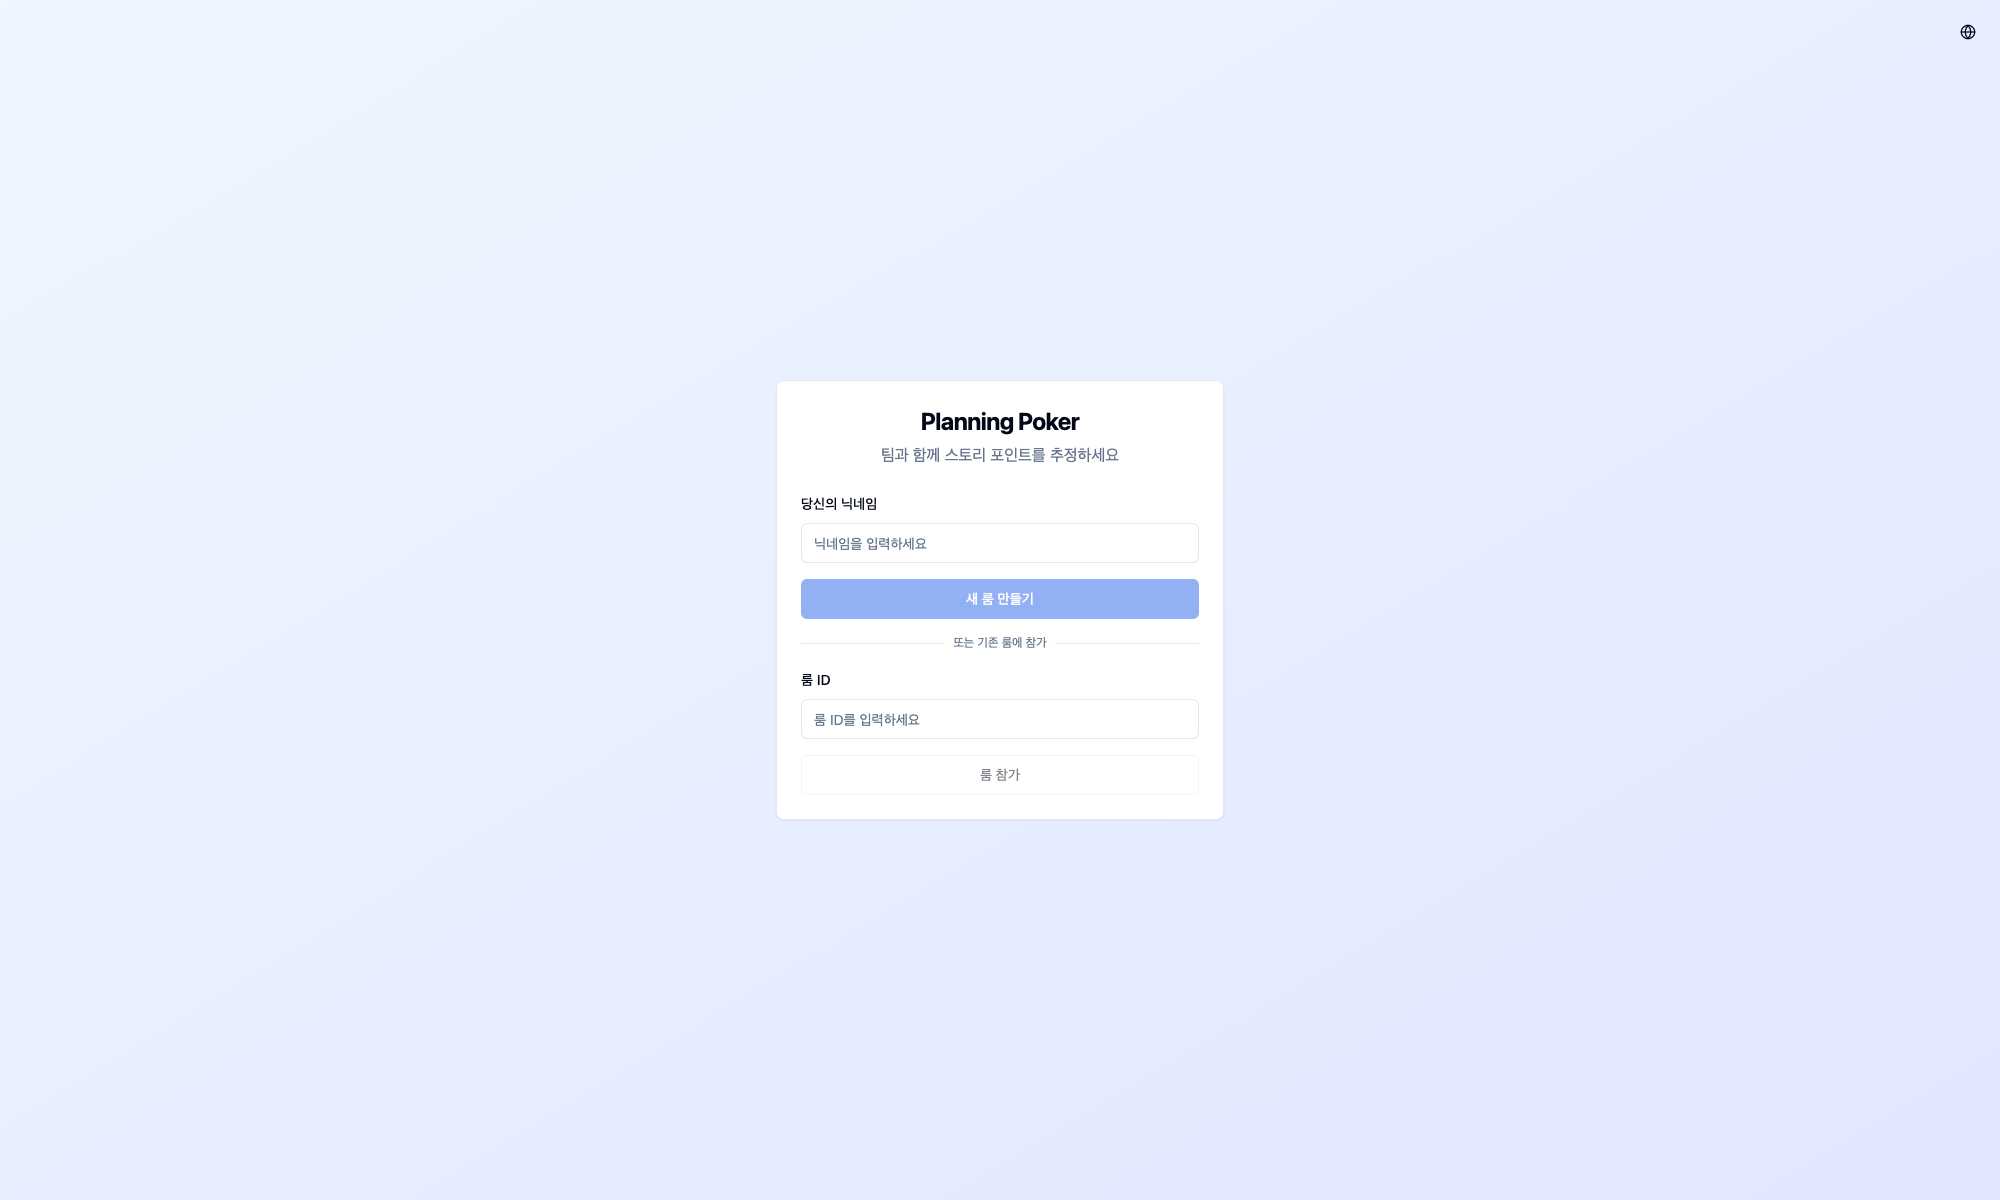 Planning Poker
팀과 함께 스토리 포인트를 추정하세요
당신의 닉네임
닉네임을 입력하세요
새 룸 만들기
또는 기존 룸에 참가
룸 ID
룸 ID를 입력하세요
룸 참가